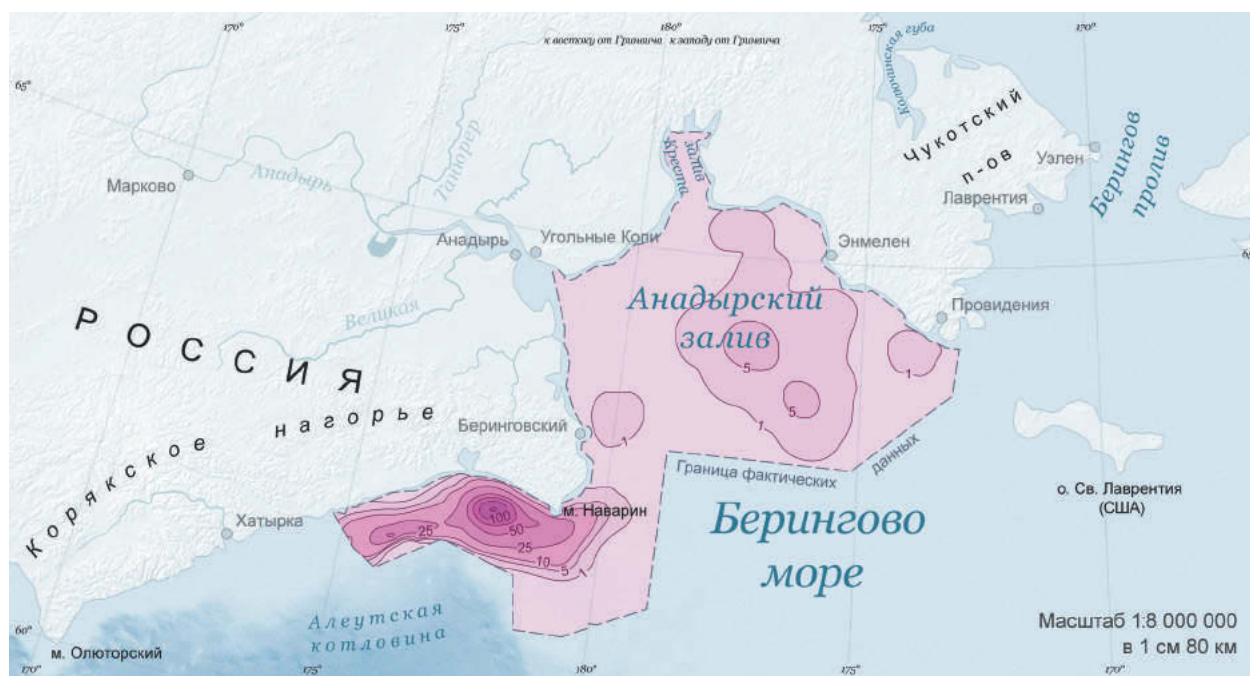 170°
175°
180°
175°
170°
к востоку от Гринвича
к западу от Гринвича
65°
Колючинская губа
Чукотский
п-ов
Уэлен
Берингов
пролив
Лаврентия
Марково
Анадырь
Танюрер
залив
Креста
Анадырь
Угольные Копи
Энмелен
65°
Великая
Анадырский
залив
Провидения
РОССИЯ
5
1
5
1
1
Корякское нагорье
Беринговский
Граница фактических
данных
о. Св. Лаврентия
(США)
м. Наварин
100
50
25
25
10
5
1
Хатырка
Берингово
море
Алеутская
котловина
Масштаб 1:8 000 000
в 1 см 80 км
60°
м. Олюторский
170°
175°
180°
175°
170°